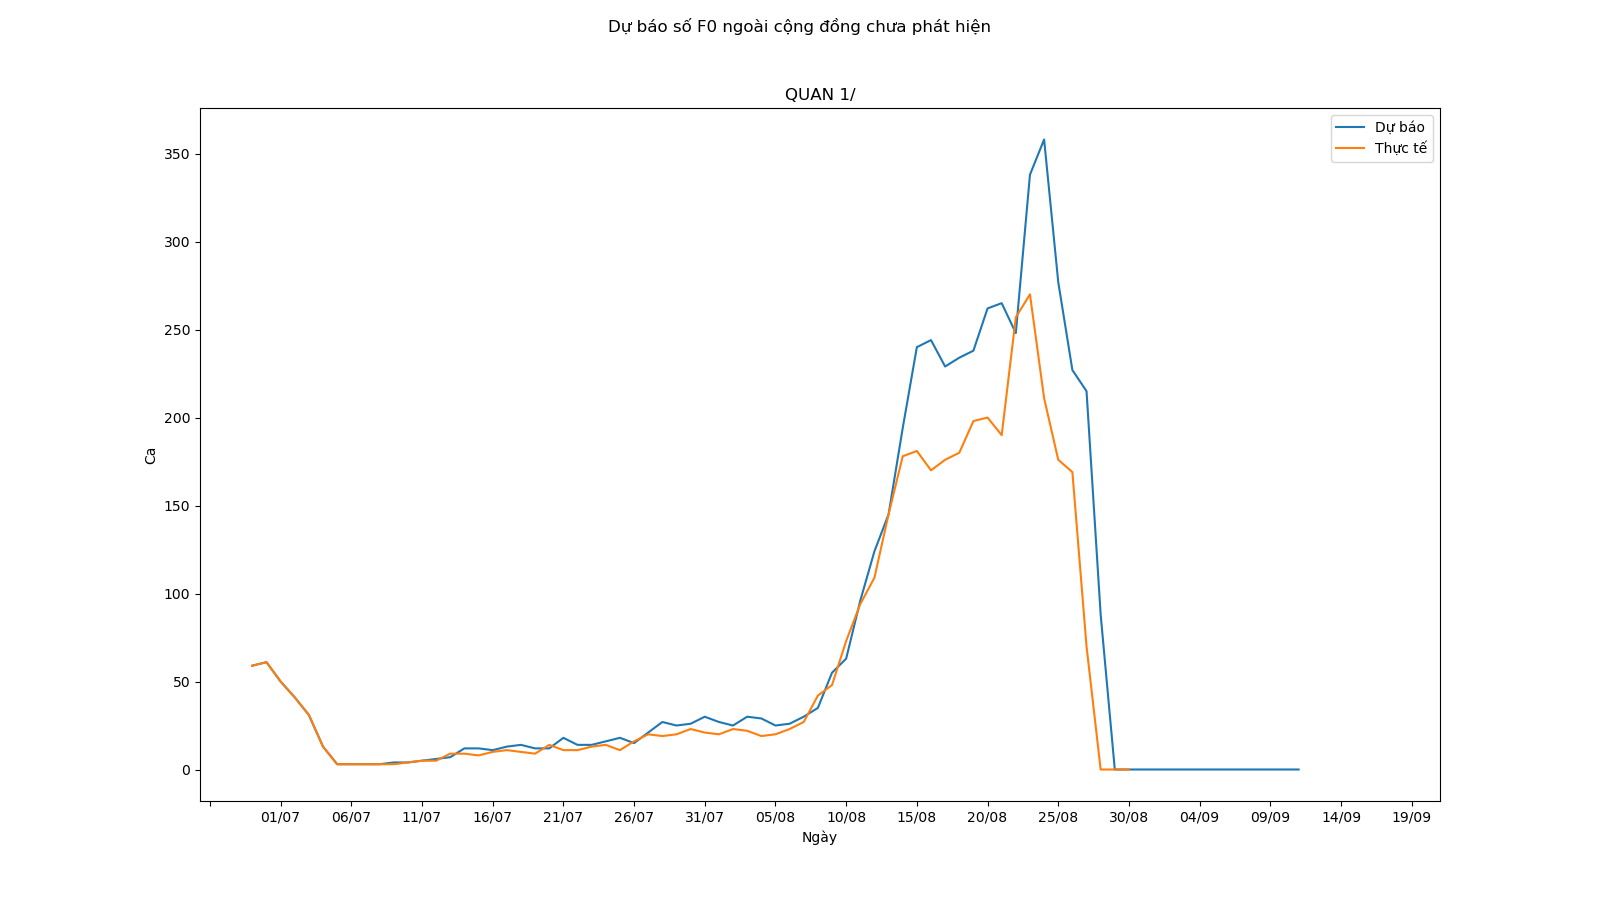 Dự báo số F0 ngoài cộng đồng chưa phát hiện
QUAN 1/
Dự báo
Thực tế
350
300
250
200
150
100
50
0
Ca
01/07 06/07 11/07 16/07 21/07 26/07 31/07 05/08 10/08 15/08 20/08 25/08 30/08 04/09 09/09 14/09 19/09
Ngày